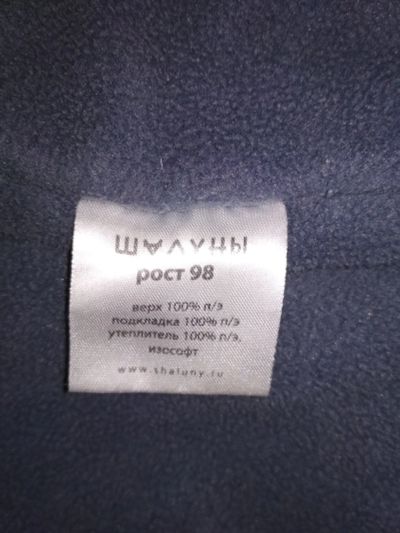 ШАЛУНЫ
рост 98
верх 100% п/э
подкладка 100% п/э
утеплитель 100% п/э,
изософт
www.shaluny.ru